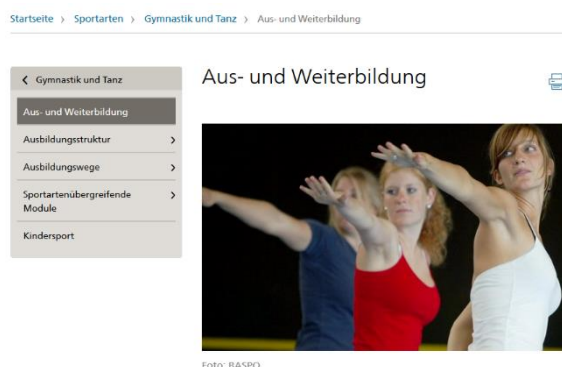 Startseite > Sportarten > Gymnastik und Tanz > Aus- und Weiterbildung
Gymnastik und Tanz
Aus- und Weiterbildung
Ausbildungsstruktur
Ausbildungswege
Sportartenübergreifende
Module
Kindersport
Aus- und Weiterbildung
Foto: BASPO